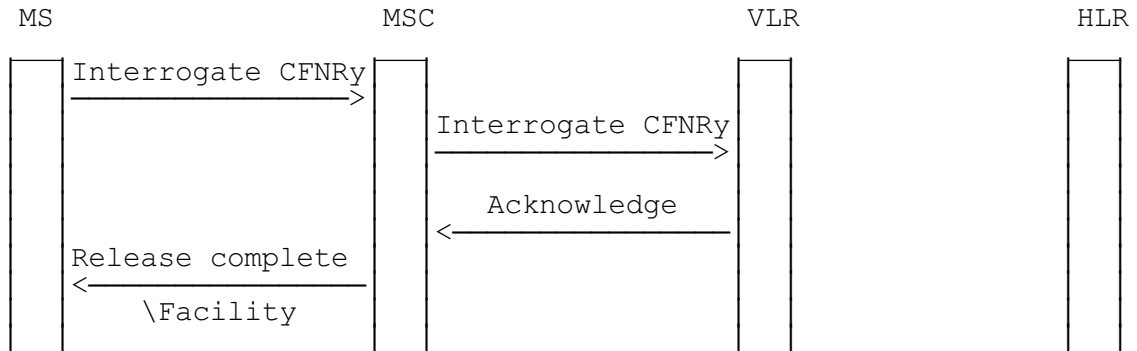 MS MSC VLR HLR
Interrogate CFNRy
Interrogate CFNRy
Acknowledge
Release complete
\Facility